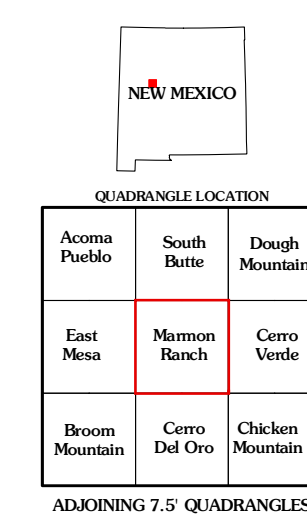 NEW MEXICO
QUADRANGLE LOCATION
Acoma
Pueblo
South
Butte
Dough
Mountain
East
Mesa
Marmon
Ranch
Cerro
Verde
Broom
Mountain
Cerro
Del Oro
Chicken
Mountain
ADJOINING 7.5' QUADRANGLES